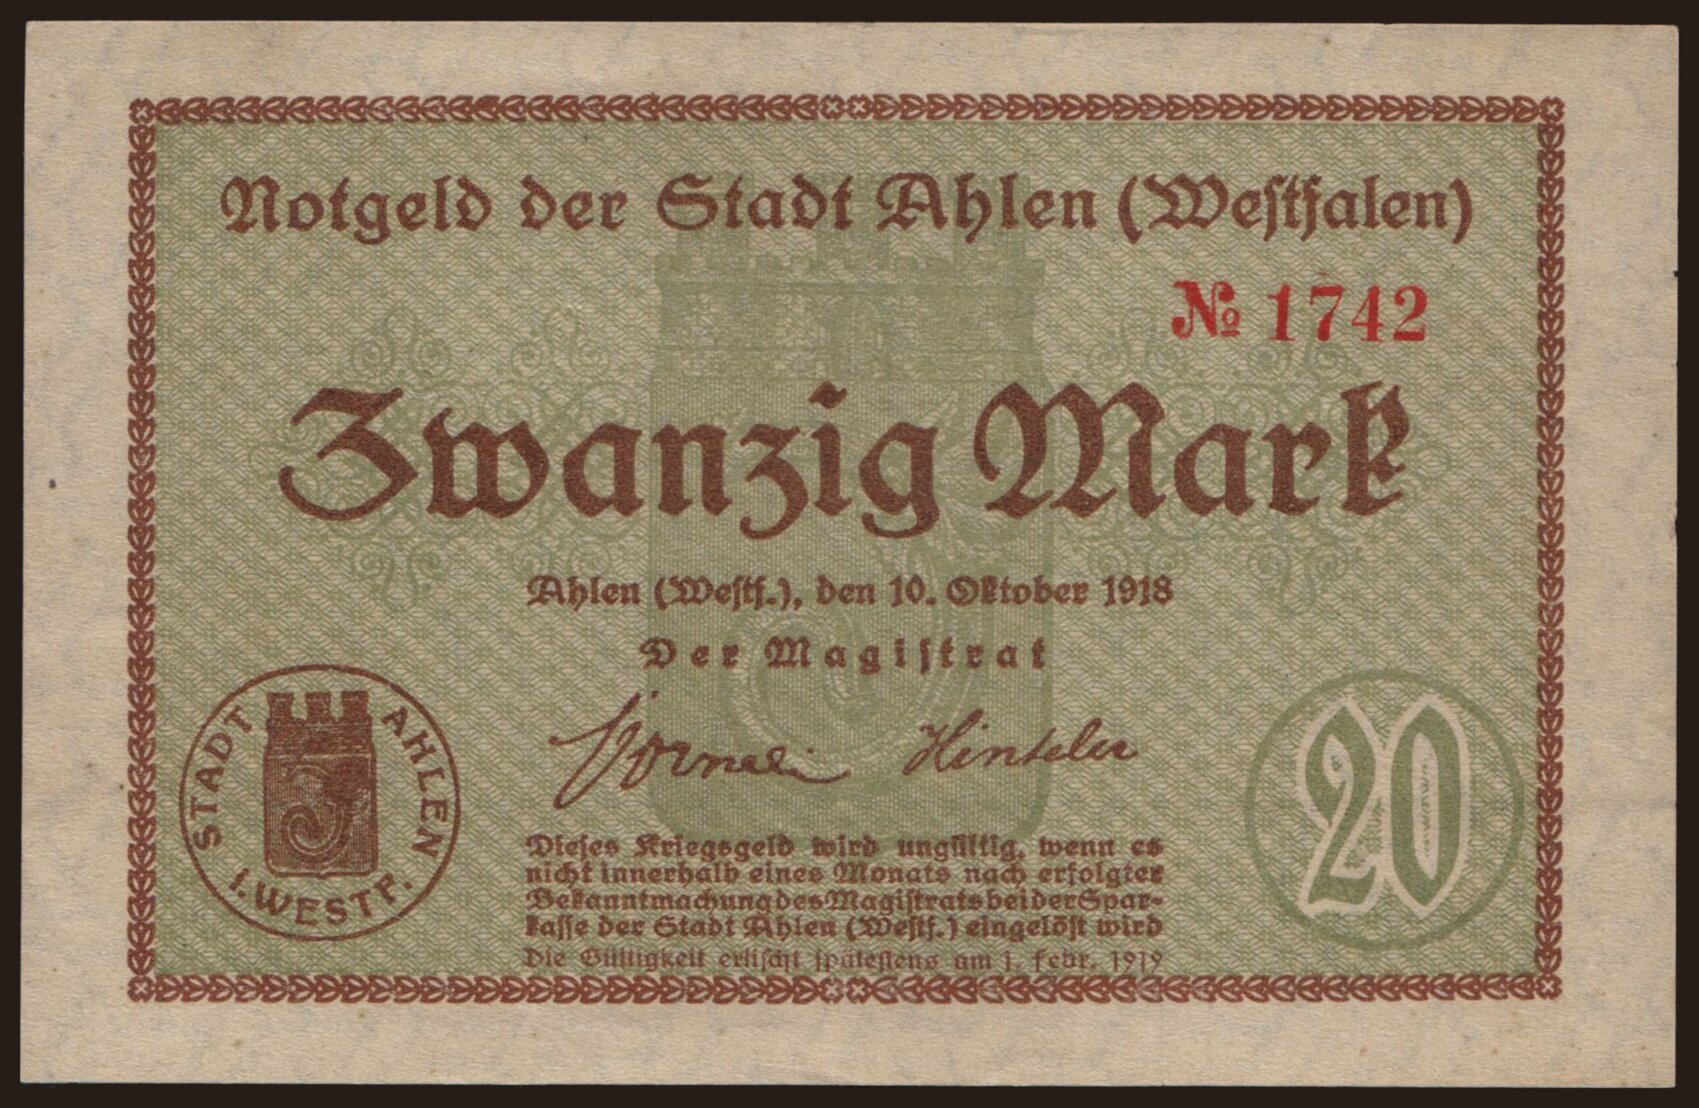 Notgeld der Stadt Ahlen (Westfalen)
№ 1742
Zwanzig Mark
Ahlen (Westf.), den 10. Oktober 1918
Der Magistrat
STADT AHLEN
I. WESTF.
20
Dieses Kriegsgeld wird ungültig, wenn es
nicht innerhalb eines Monats nach erfolgter
Bekanntmachung des Magistrats bei der Spar-
kasse der Stadt Ahlen (Westf.) eingelöst wird
Die Gültigkeit erlischt spätestens am 1. Febr. 1919